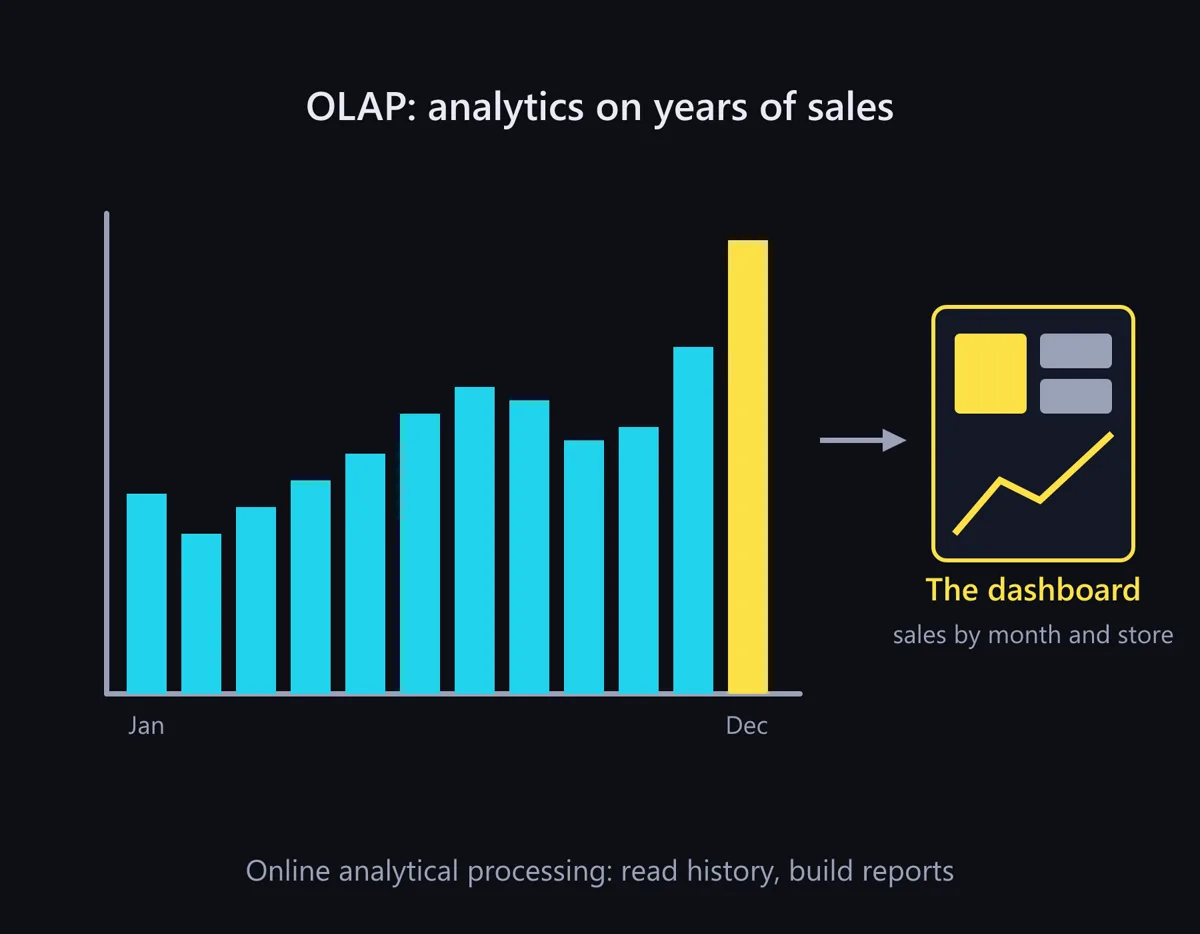 OLAP: analytics on years of sales
The dashboard
sales by month and store
Jan
Dec
Online analytical processing: read history, build reports